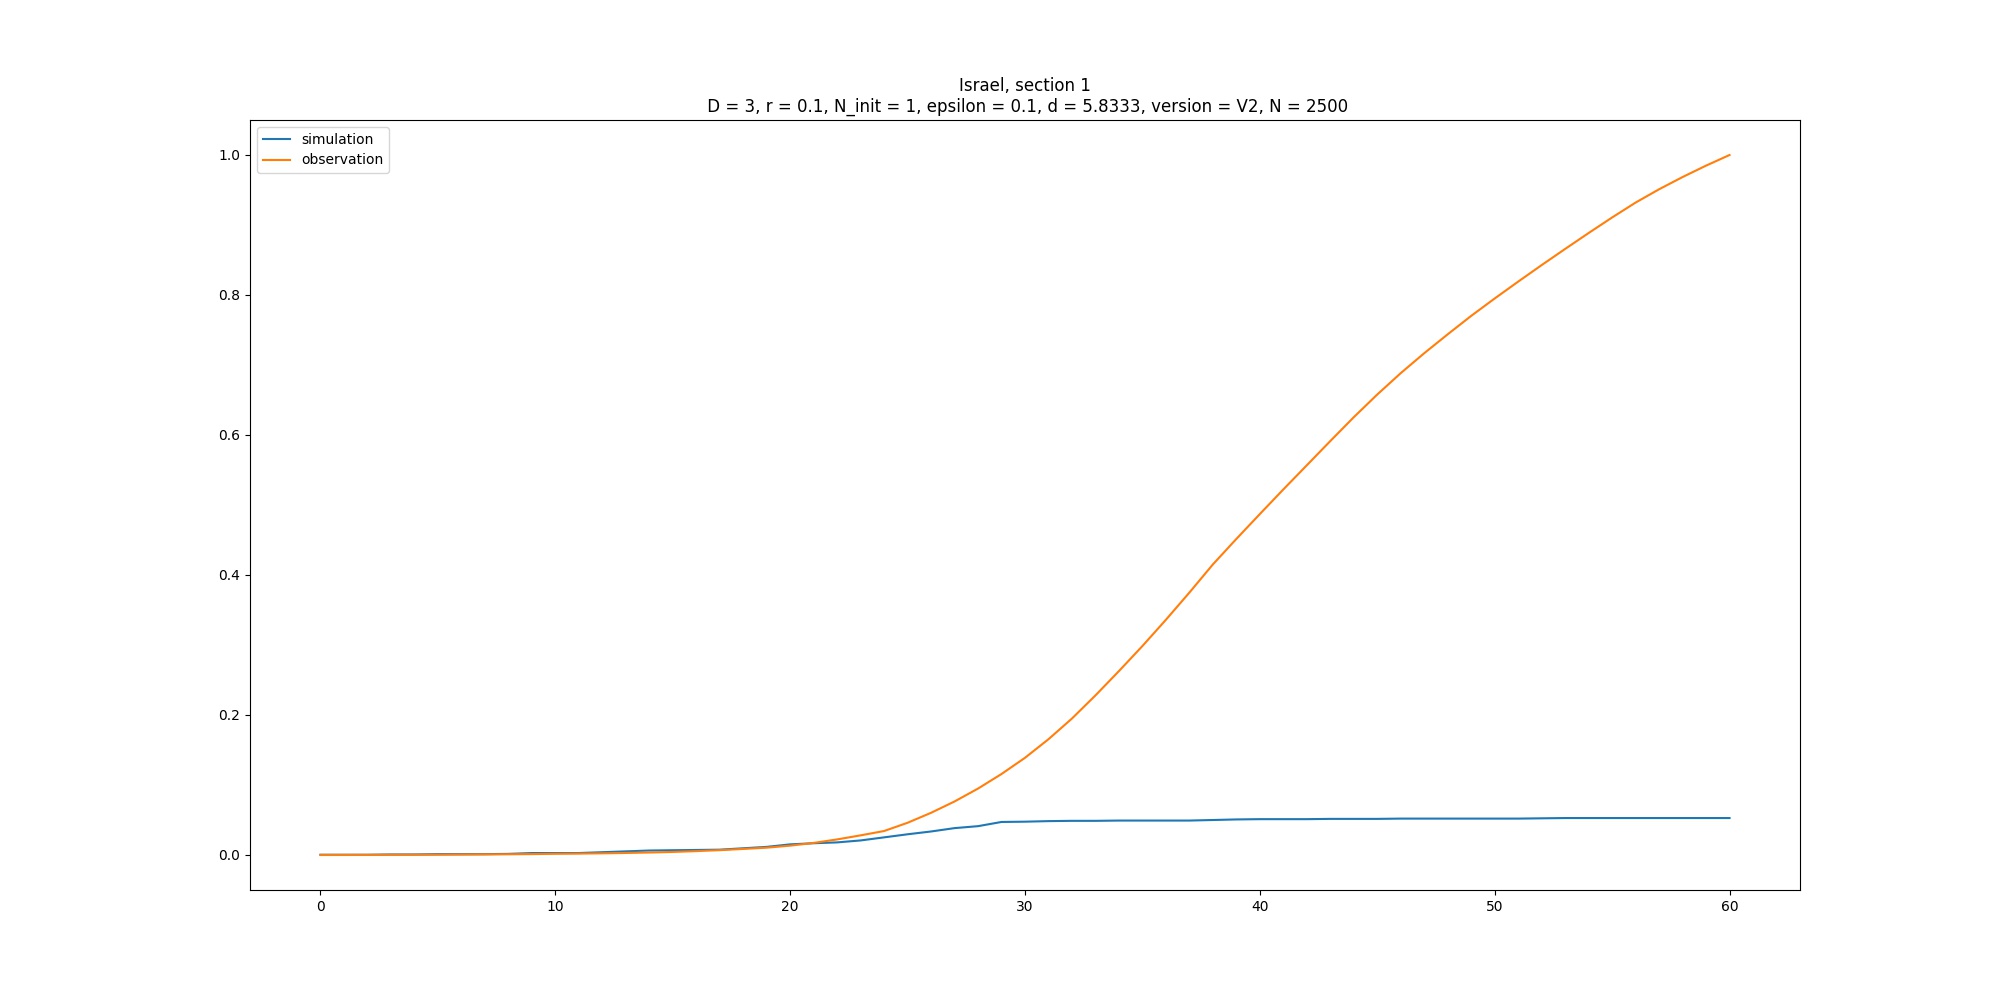 Israel, section 1
D = 3, r = 0.1, N_init = 1, epsilon = 0.1, d = 5.8333, version = V2, N = 2500
simulation
observation
1.0
0.8
0.6
0.4
0.2
0.0
0 10 20 30 40 50 60